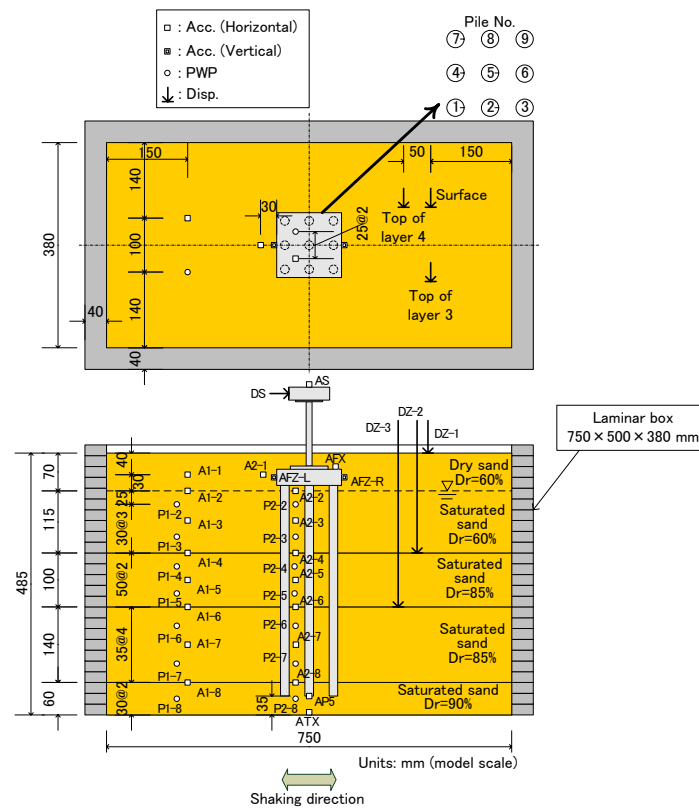 Pile No.
: Acc. (Horizontal)
: Acc. (Vertical)
: PWP
: Disp.
7 8 9
4 5 6
1 2 3
150
50
150
140
30
Surface
Top of
layer 4
25@2
380
100
Top of
layer 3
140
40
40
AS
DS
DZ-2
DZ-3
DZ-1
Laminar box
750×500×380 mm
40
AFX
70
A1-1
A2-1
AFZ-L
AFZ-R
Dry sand
Dr=60%
30
A1-2
A2-2
25
P1-2
P2-2
115
A1-3
A2-3
Saturated
sand
Dr=60%
30@3
P1-3
P2-3
A1-4
A2-4
485
100
50@2
P1-4
P2-4
A2-5
Saturated
sand
Dr=85%
A1-5
P1-5
P2-5
A2-6
A1-6
P1-6
P2-6
140
35@4
A1-7
A2-7
Saturated
sand
Dr=85%
P2-7
P1-7
A2-8
A1-8
Saturated sand
Dr=90%
60
30@2
P1-8
35
P2-8
AP5
ATX
750
Units: mm (model scale)
Shaking direction